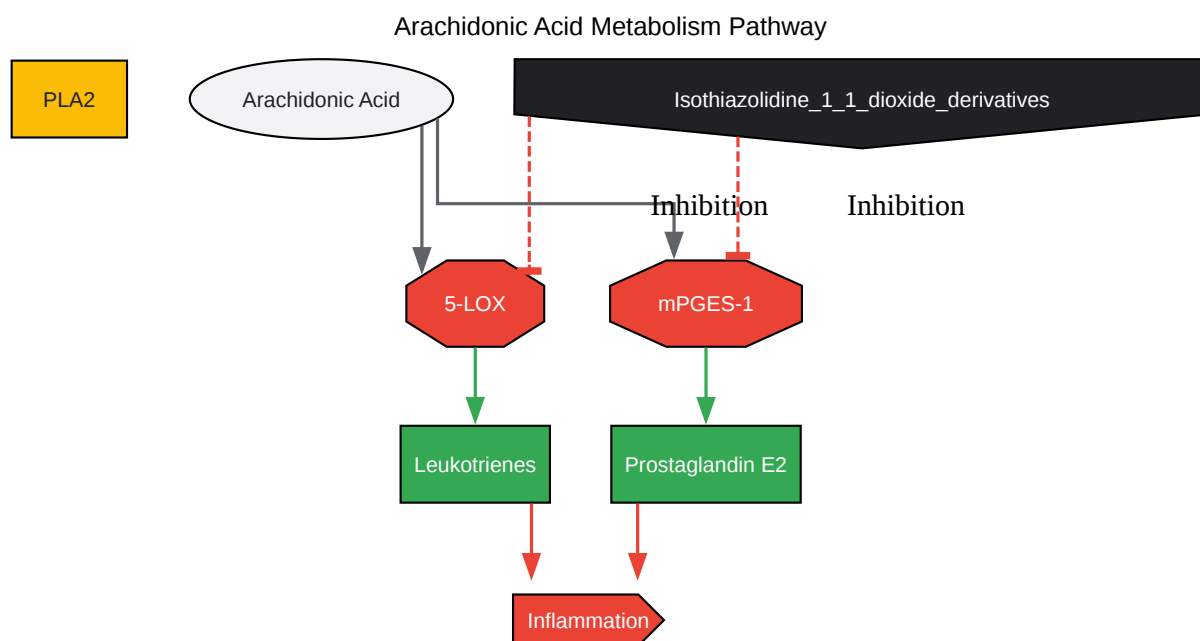 Arachidonic Acid Metabolism Pathway
PLA2
Arachidonic Acid
Isothiazolidine_1_1_dioxide_derivatives
Inhibition
Inhibition
5-LOX
mPGES-1
Leukotrienes
Prostaglandin E2
Inflammation